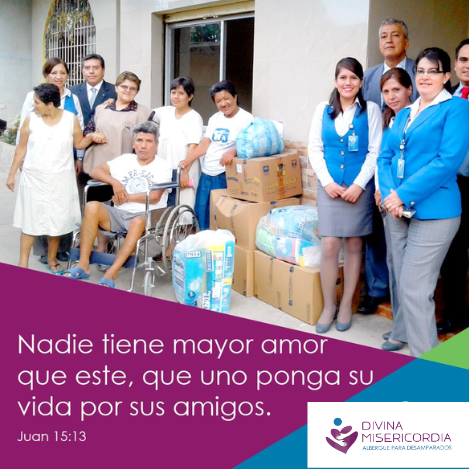 Nadie tiene mayor amor
que este, que uno ponga su
vida por sus amigos.
Juan 15:13
DIVINA
MISERICORDIA
ALBERGUE PARA DESAMPARADOS